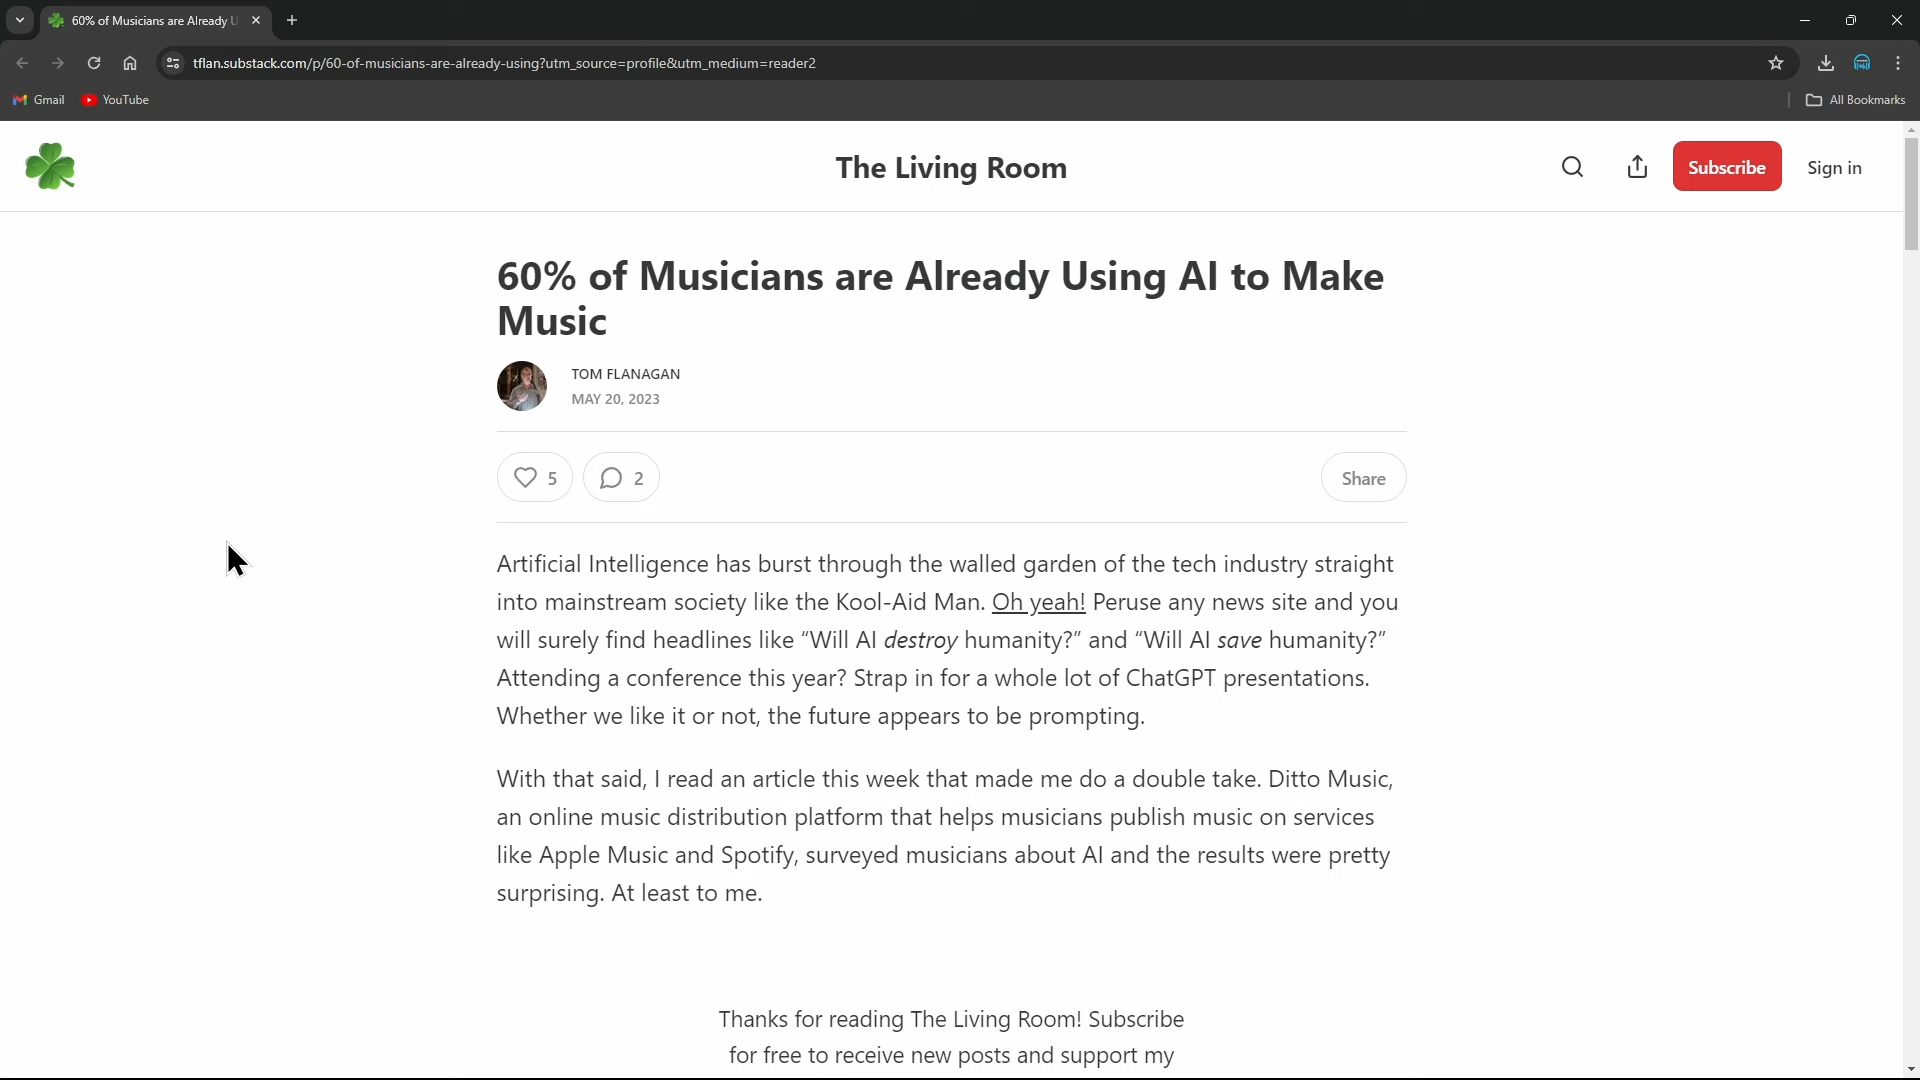 60% of Musicians are Already U
tflan.substack.com/p/60-of-musicians-are-already-using?utm_source=profile&utm_medium=reader2
Gmail
YouTube
All Bookmarks
The Living Room
Subscribe
Sign in
60% of Musicians are Already Using AI to Make
Music
TOM FLANAGAN
MAY 20, 2023
5
2
Share
Artificial Intelligence has burst through the walled garden of the tech industry straight
into mainstream society like the Kool-Aid Man. Oh yeah! Peruse any news site and you
will surely find headlines like “Will AI destroy humanity?” and “Will AI save humanity?”
Attending a conference this year? Strap in for a whole lot of ChatGPT presentations.
Whether we like it or not, the future appears to be prompting.
With that said, I read an article this week that made me do a double take. Ditto Music,
an online music distribution platform that helps musicians publish music on services
like Apple Music and Spotify, surveyed musicians about AI and the results were pretty
surprising. At least to me.
Thanks for reading The Living Room! Subscribe
for free to receive new posts and support my